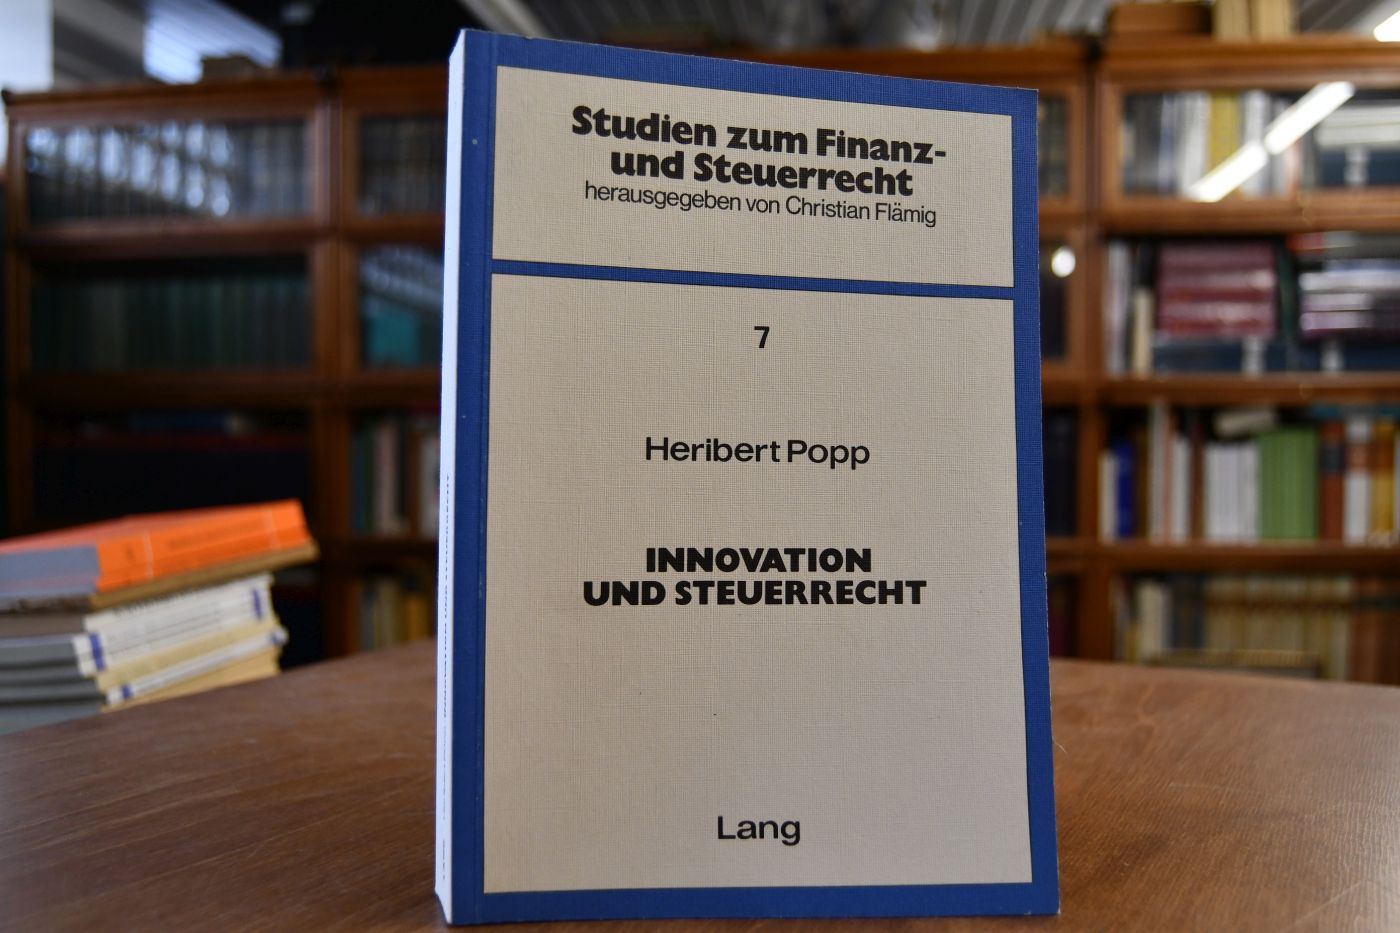 Studien zum Finanz-
und Steuerrecht
herausgegeben von Christian Flämig
7
Heribert Popp
INNOVATION
UND STEUERRECHT
Lang